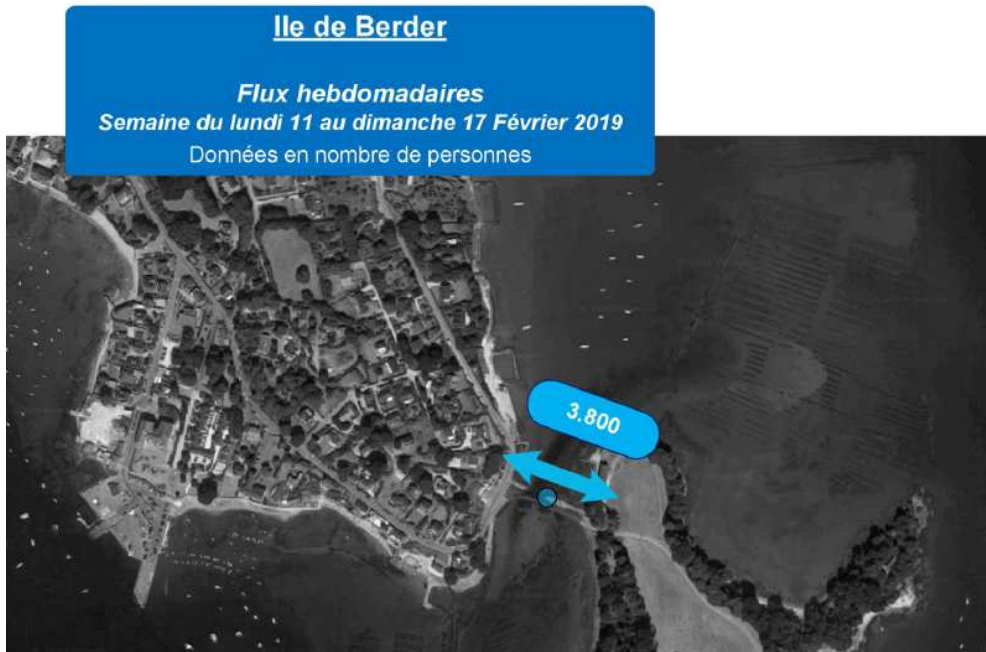 Ile de Berder
Flux hebdomadaires
Semaine du lundi 11 au dimanche 17 Février 2019
Données en nombre de personnes
3.800